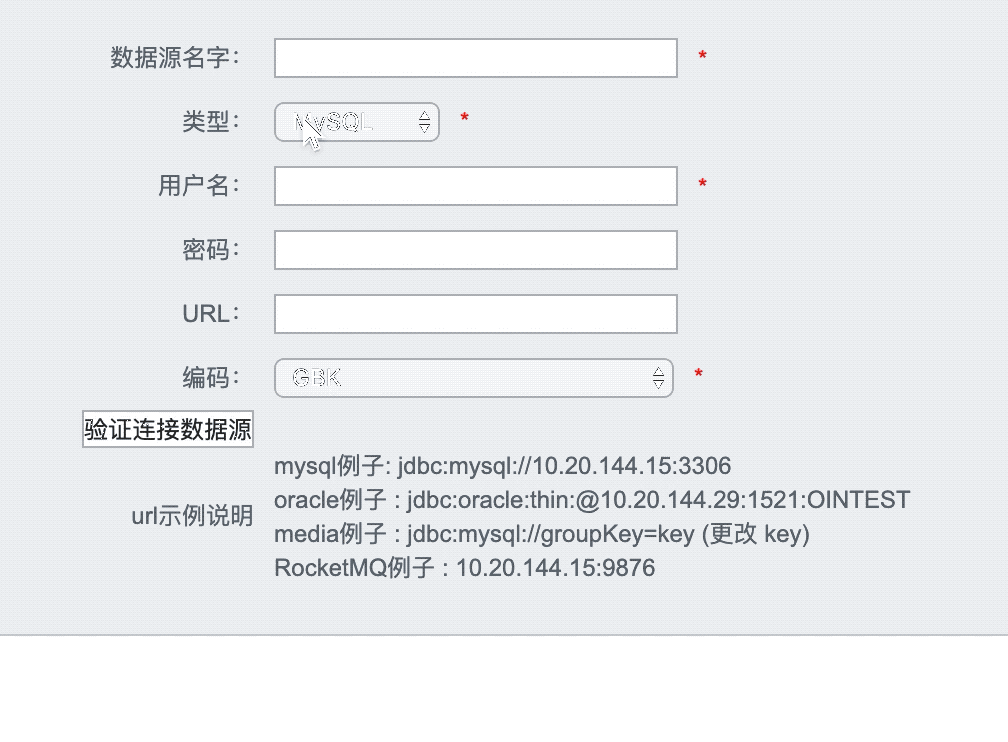 数据源名字： *
类型： MySQL *
用户名： *
密码：
URL：
编码： GBK *
验证连接数据源
url示例说明
mysql例子: jdbc:mysql://10.20.144.15:3306
oracle例子 : jdbc:oracle:thin:@10.20.144.29:1521:OINTEST
media例子 : jdbc:mysql://groupKey=key (更改 key)
RocketMQ例子 : 10.20.144.15:9876